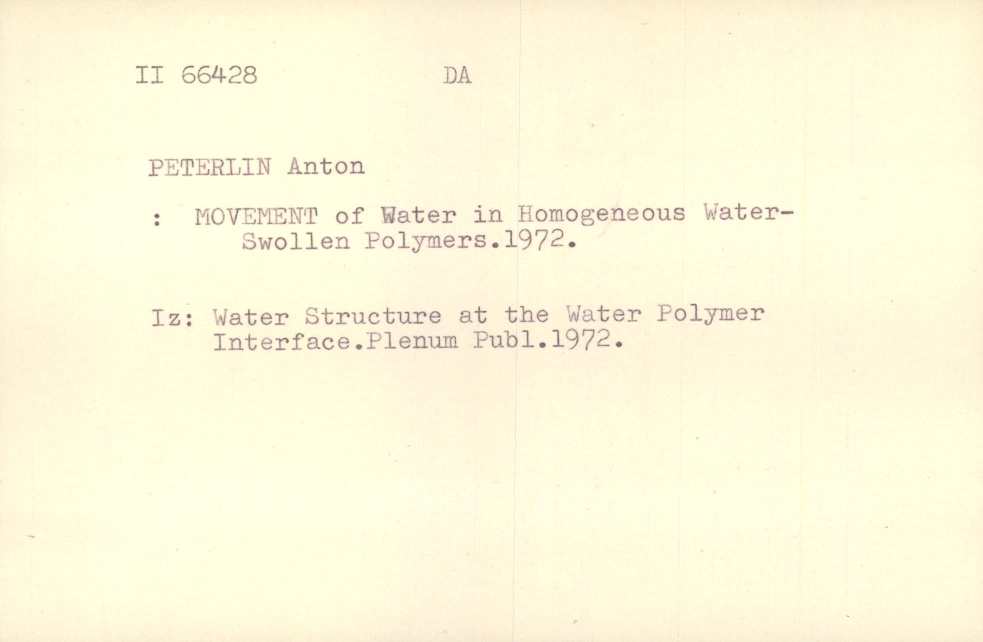 II 66428 DA
PETERLIN Anton
: MOVEMENT of Water in Homogeneous Water-
Swollen Polymers.1972.
Iz: Water Structure at the Water Polymer
Interface.Plenum Publ.1972.